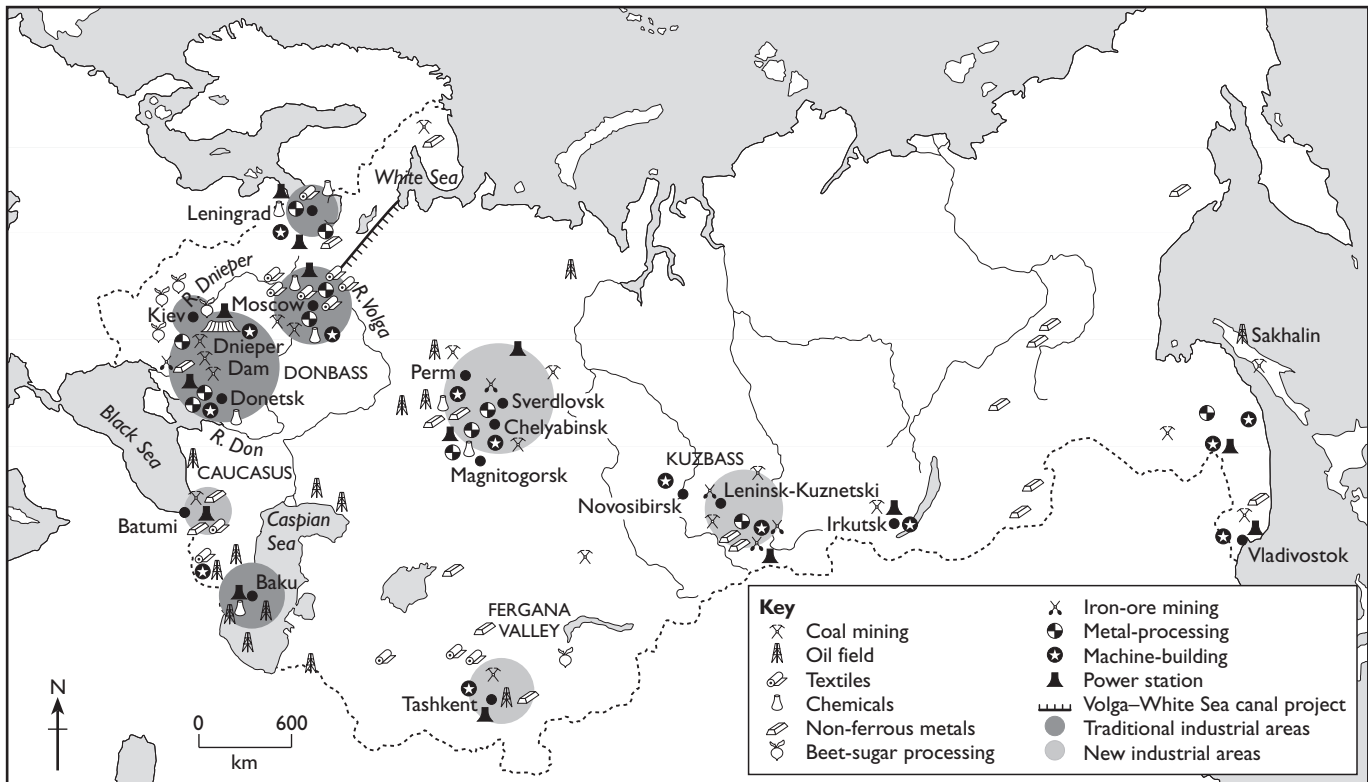 White Sea
Leningrad
R. Dnieper
Kiev
Moscow
R. Volga
Dnieper
Dam
DONBASS
Donetsk
Black Sea
R. Don
CAUCASUS
Batumi
Caspian
Sea
Baku
Perm
Sverdlovsk
Chelyabinsk
Magnitogorsk
KUZBASS
Leninsk-Kuznetski
Novosibirsk
Irkutsk
Sakhalin
Vladivostok
FERGANA
VALLEY
Tashkent
N
0 600
km
Key
Coal mining
Oil field
Textiles
Chemicals
Non-ferrous metals
Beet-sugar processing
Iron-ore mining
Metal-processing
Machine-building
Power station
Volga–White Sea canal project
Traditional industrial areas
New industrial areas